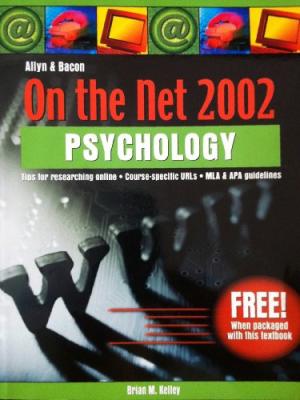 Allyn & Bacon
On the Net 2002
PSYCHOLOGY
Tips for researching online • Course-specific URLs • MLA & APA guidelines
FREE!
When packaged
with this textbook
Brian M. Kelley